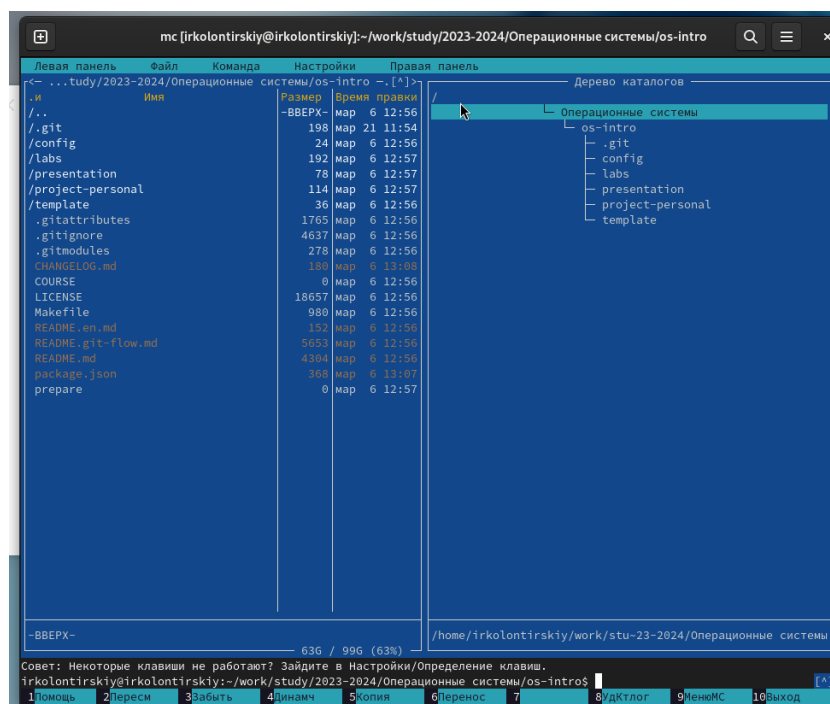 mc [irkolontirskiy@irkolontirskiy]:~/work/study/2023-2024/Операционные системы/os-intro
Левая панель Файл Команда Настройки Правая панель
<— ...tudy/2023-2024/Операционные системы/os-intro —.[^]>
.и Имя Размер Время правки
/.. -ВВЕРХ- мар 6 12:56
/.git 198 мар 21 11:54
/config 24 мар 6 12:56
/labs 192 мар 6 12:57
/presentation 78 мар 6 12:57
/project-personal 114 мар 6 12:57
/template 36 мар 6 12:56
.gitattributes 1765 мар 6 12:56
.gitignore 4637 мар 6 12:56
.gitmodules 278 мар 6 12:56
CHANGELOG.md 180 мар 6 13:08
COURSE 0 мар 6 12:56
LICENSE 18657 мар 6 12:56
Makefile 980 мар 6 12:56
README.en.md 152 мар 6 12:56
README.git-flow.md 5653 мар 6 12:56
README.md 4304 мар 6 12:56
package.json 368 мар 6 13:07
prepare 0 мар 6 12:57
-ВВЕРХ-
63G / 99G (63%)
Дерево каталогов
/
Операционные системы
os-intro
.git
config
labs
presentation
project-personal
template
/home/irkolontirskiy/work/stu~23-2024/Операционные системы
Совет: Некоторые клавиши не работают? Зайдите в Настройки/Определение клавиш.
irkolontirskiy@irkolontirskiy:~/work/study/2023-2024/Операционные системы/os-intro$ [^
1Помощь 2Пересм 3Забыть 4Динамч 5Копия 6Перенос 7 8УдКтлог 9МенюМС 10Выход